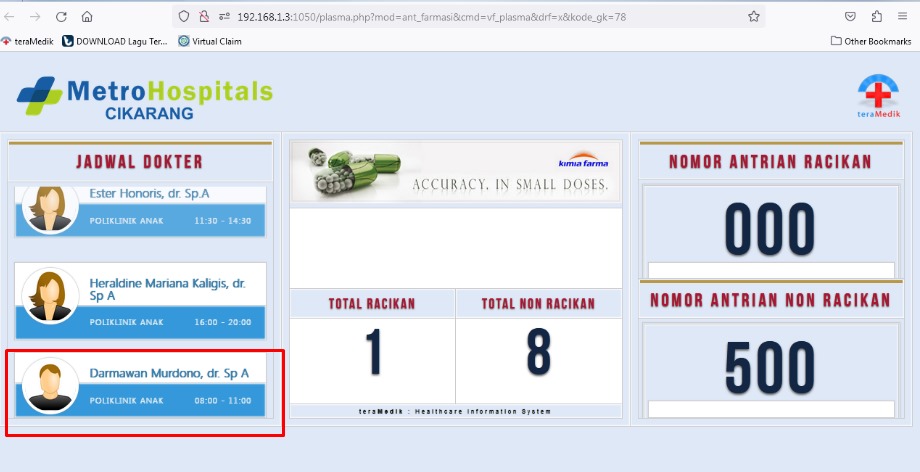 192.168.1.3:1050/plasma.php?mod=ant_farmasi&cmd=vf_plasma&drf=x&kode_gk=78
teraMedik
DOWNLOAD Lagu Ter...
Virtual Claim
Other Bookmarks
MetroHospitals
CIKARANG
teraMedik
JADWAL DOKTER
Ester Honoris, dr. Sp.A
POLIKLINIK ANAK 11:30 - 14:30
Heraldine Mariana Kaligis, dr.
Sp A
POLIKLINIK ANAK 16:00 - 20:00
Darmawan Murdono, dr. Sp A
POLIKLINIK ANAK 08:00 - 11:00
kimia farma
ACCURACY, IN SMALL DOSES.
TOTAL RACIKAN
1
TOTAL NON RACIKAN
8
teraMedik : Healthcare Information System
NOMOR ANTRIAN RACIKAN
000
NOMOR ANTRIAN NON RACIKAN
500